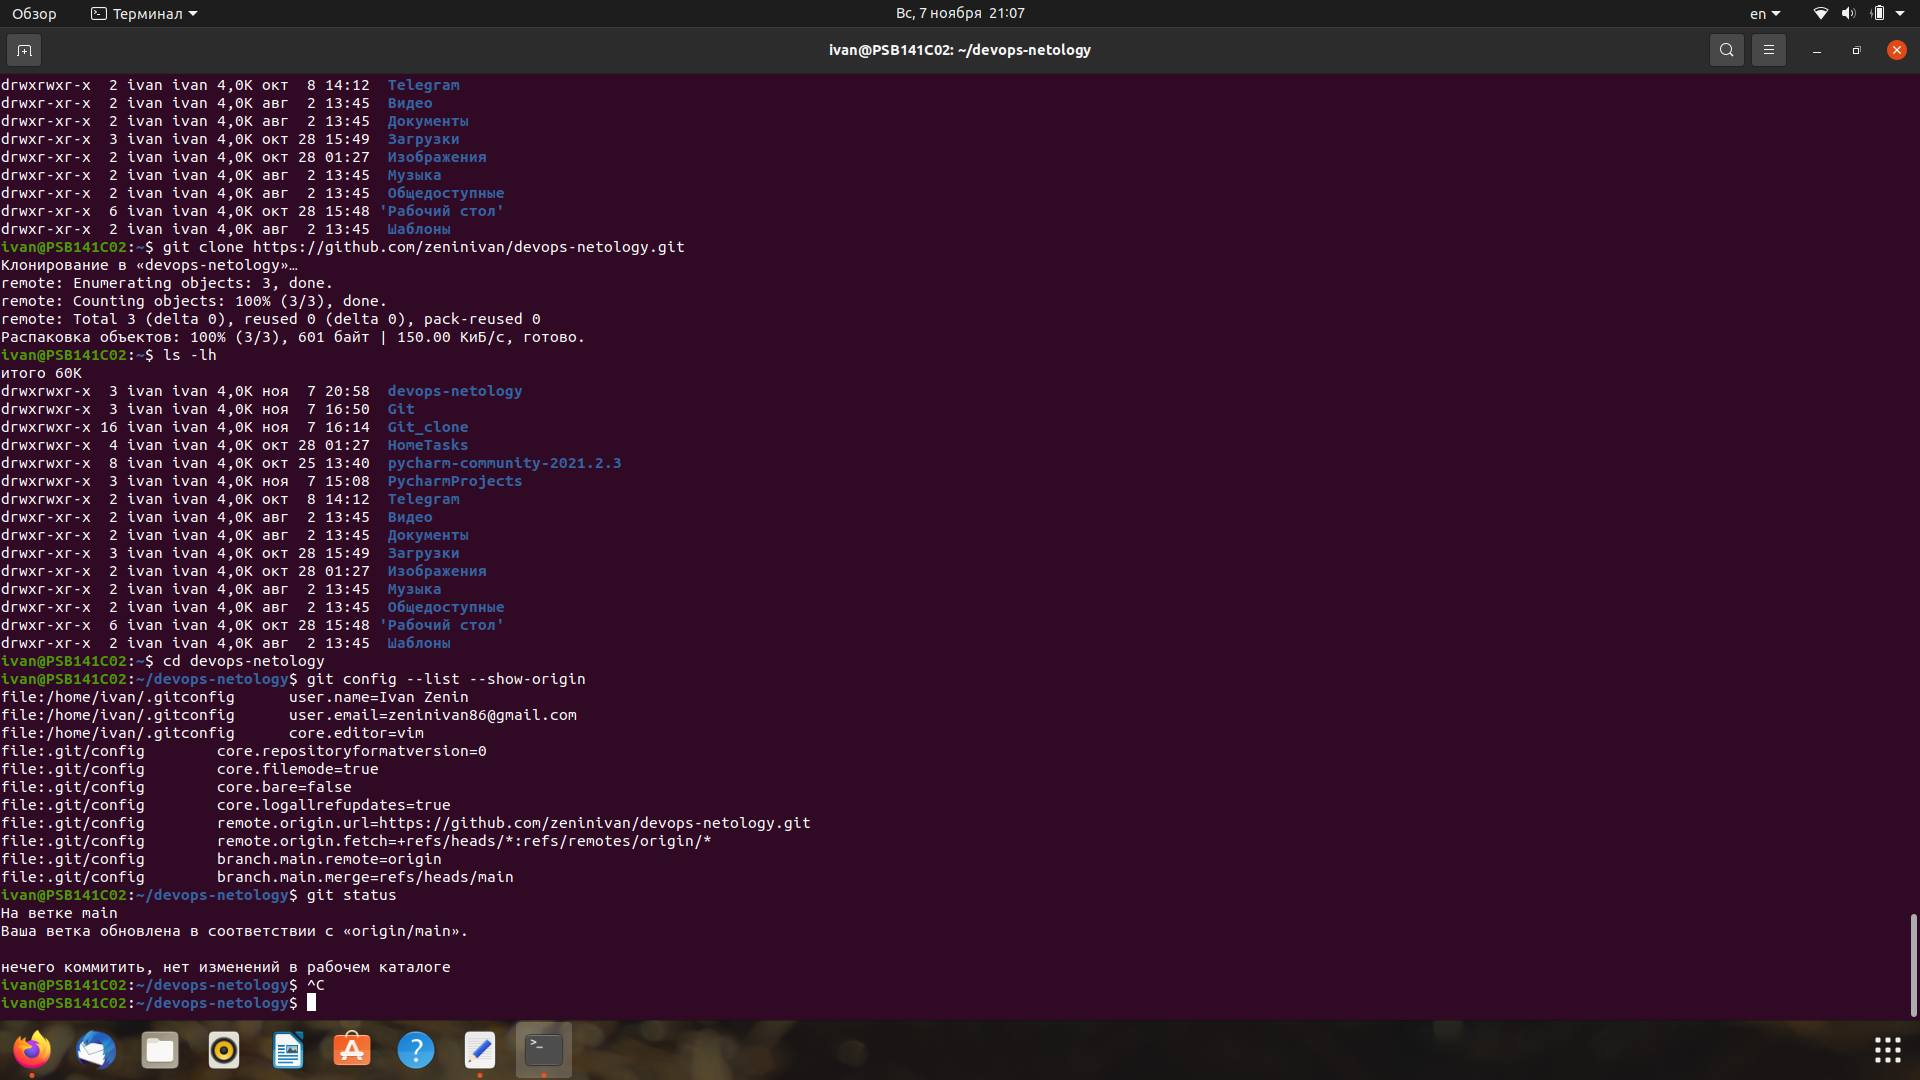 Обзор
Терминал
Вс, 7 ноября 21:07
en
ivan@PSB141C02: ~/devops-netology
drwxrwxr-x  2 ivan ivan 4,0K окт  8 14:12  Telegram
drwxr-xr-x  2 ivan ivan 4,0K авг  2 13:45  Видео
drwxr-xr-x  2 ivan ivan 4,0K авг  2 13:45  Документы
drwxr-xr-x  3 ivan ivan 4,0K окт 28 15:49  Загрузки
drwxr-xr-x  2 ivan ivan 4,0K окт 28 01:27  Изображения
drwxr-xr-x  2 ivan ivan 4,0K авг  2 13:45  Музыка
drwxr-xr-x  2 ivan ivan 4,0K авг  2 13:45  Общедоступные
drwxr-xr-x  6 ivan ivan 4,0K окт 28 15:48 'Рабочий стол'
drwxr-xr-x  2 ivan ivan 4,0K авг  2 13:45  Шаблоны
ivan@PSB141C02:~$ git clone https://github.com/zeninivan/devops-netology.git
Клонирование в «devops-netology»…
remote: Enumerating objects: 3, done.
remote: Counting objects: 100% (3/3), done.
remote: Total 3 (delta 0), reused 0 (delta 0), pack-reused 0
Распаковка объектов: 100% (3/3), 601 байт | 150.00 КиБ/с, готово.
ivan@PSB141C02:~$ ls -lh
итого 60K
drwxrwxr-x  3 ivan ivan 4,0K ноя  7 20:58  devops-netology
drwxrwxr-x  3 ivan ivan 4,0K ноя  7 16:50  Git
drwxrwxr-x 16 ivan ivan 4,0K ноя  7 16:14  Git_clone
drwxrwxr-x  4 ivan ivan 4,0K окт 28 01:27  HomeTasks
drwxrwxr-x  8 ivan ivan 4,0K окт 25 13:40  pycharm-community-2021.2.3
drwxrwxr-x  3 ivan ivan 4,0K ноя  7 15:08  PycharmProjects
drwxrwxr-x  2 ivan ivan 4,0K окт  8 14:12  Telegram
drwxr-xr-x  2 ivan ivan 4,0K авг  2 13:45  Видео
drwxr-xr-x  2 ivan ivan 4,0K авг  2 13:45  Документы
drwxr-xr-x  3 ivan ivan 4,0K окт 28 15:49  Загрузки
drwxr-xr-x  2 ivan ivan 4,0K окт 28 01:27  Изображения
drwxr-xr-x  2 ivan ivan 4,0K авг  2 13:45  Музыка
drwxr-xr-x  2 ivan ivan 4,0K авг  2 13:45  Общедоступные
drwxr-xr-x  6 ivan ivan 4,0K окт 28 15:48 'Рабочий стол'
drwxr-xr-x  2 ivan ivan 4,0K авг  2 13:45  Шаблоны
ivan@PSB141C02:~$ cd devops-netology
ivan@PSB141C02:~/devops-netology$ git config --list --show-origin
file:/home/ivan/.gitconfig      user.name=Ivan Zenin
file:/home/ivan/.gitconfig      user.email=zeninivan86@gmail.com
file:/home/ivan/.gitconfig      core.editor=vim
file:.git/config        core.repositoryformatversion=0
file:.git/config        core.filemode=true
file:.git/config        core.bare=false
file:.git/config        core.logallrefupdates=true
file:.git/config        remote.origin.url=https://github.com/zeninivan/devops-netology.git
file:.git/config        remote.origin.fetch=+refs/heads/*:refs/remotes/origin/*
file:.git/config        branch.main.remote=origin
file:.git/config        branch.main.merge=refs/heads/main
ivan@PSB141C02:~/devops-netology$ git status
На ветке main
Ваша ветка обновлена в соответствии с «origin/main».
нечего коммитить, нет изменений в рабочем каталоге
ivan@PSB141C02:~/devops-netology$ ^C
ivan@PSB141C02:~/devops-netology$